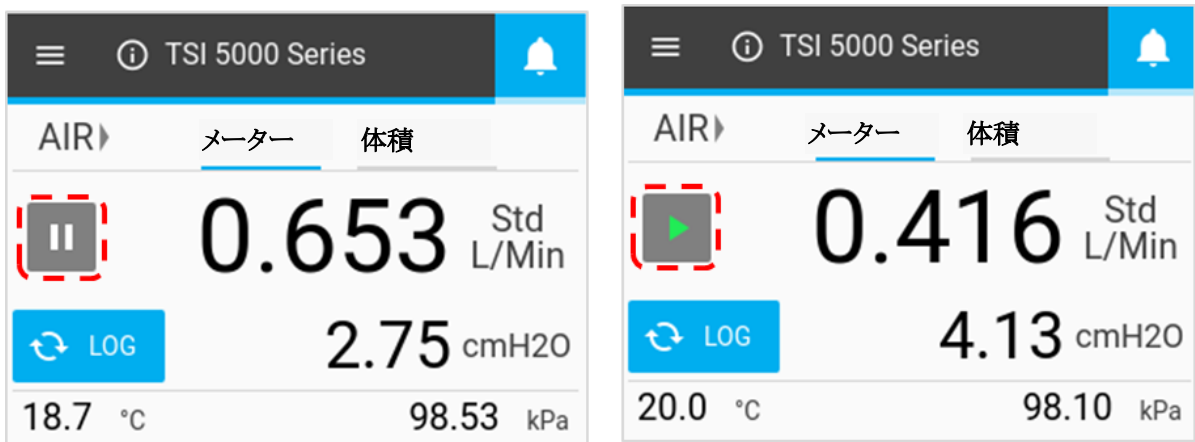 TSI 5000 Series
AIR メーター 体積
0.653 Std L/Min
LOG 2.75 cmH2O
18.7 °C 98.53 kPa
TSI 5000 Series
AIR メーター 体積
0.416 Std L/Min
LOG 4.13 cmH2O
20.0 °C 98.10 kPa